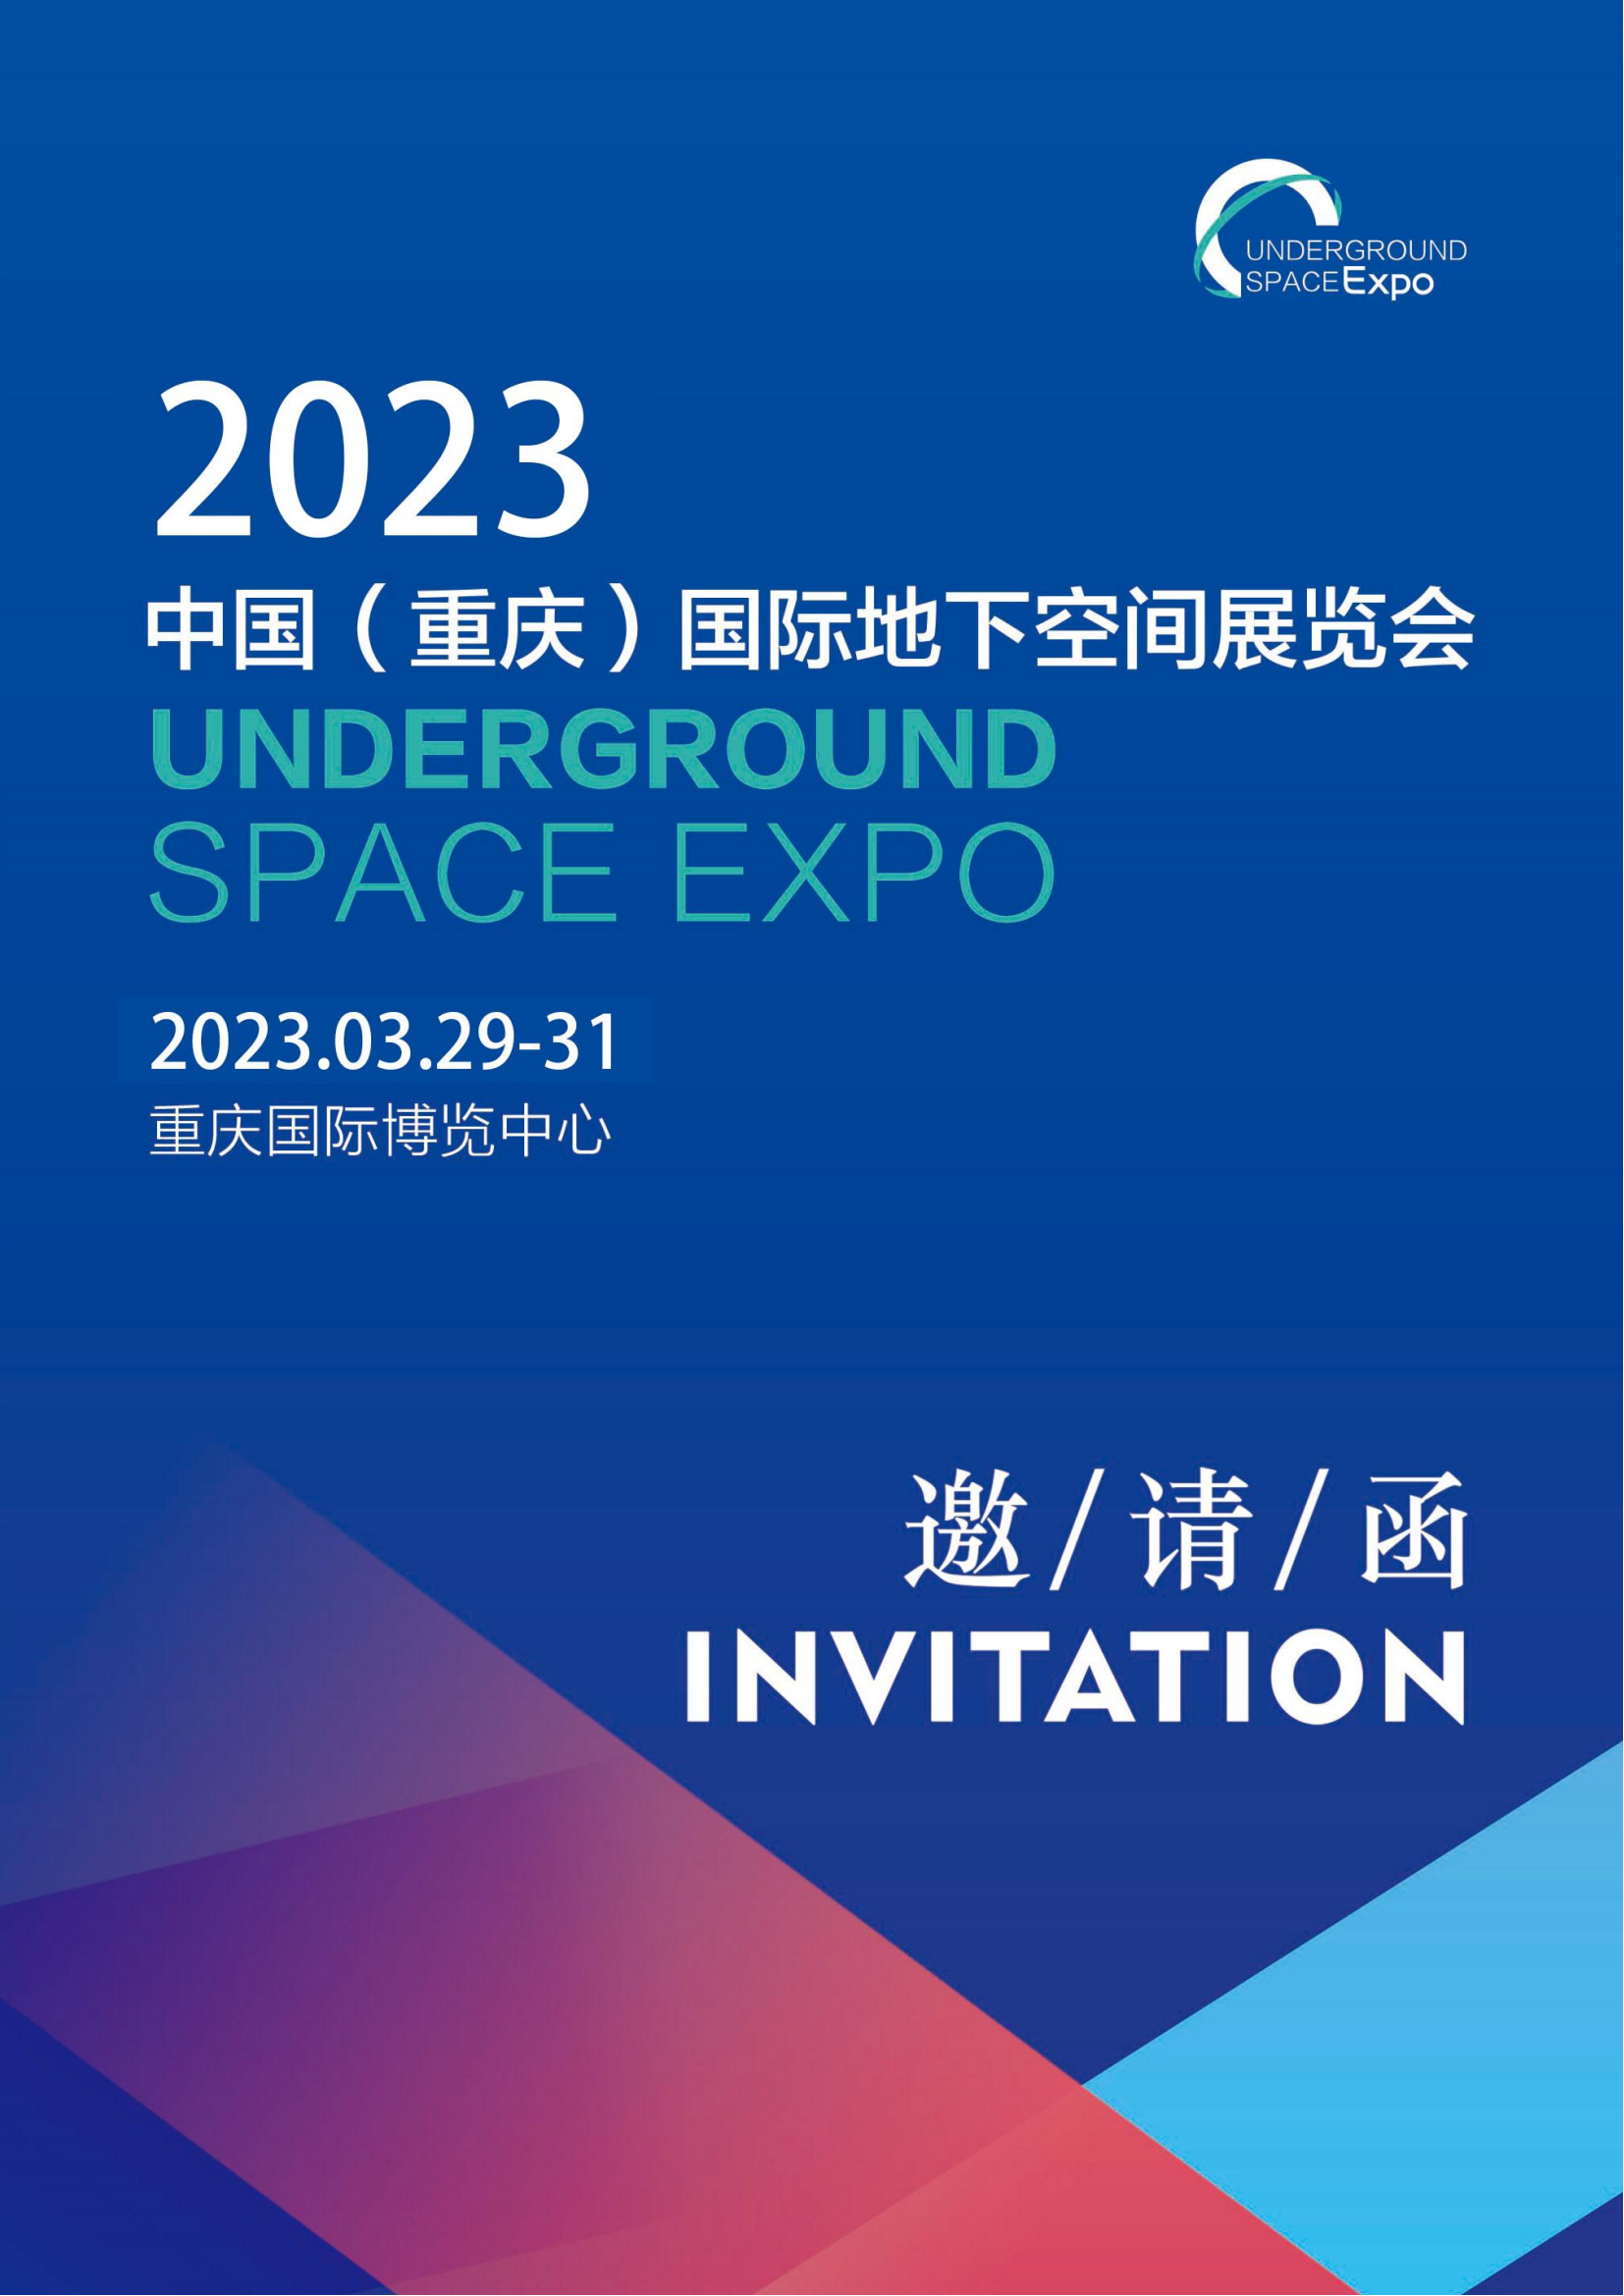 UNDERGROUND
SPACE Expo
2023
中国（重庆）国际地下空间展览会
UNDERGROUND
SPACE EXPO
2023.03.29-31
重庆国际博览中心
邀/请/函
INVITATION